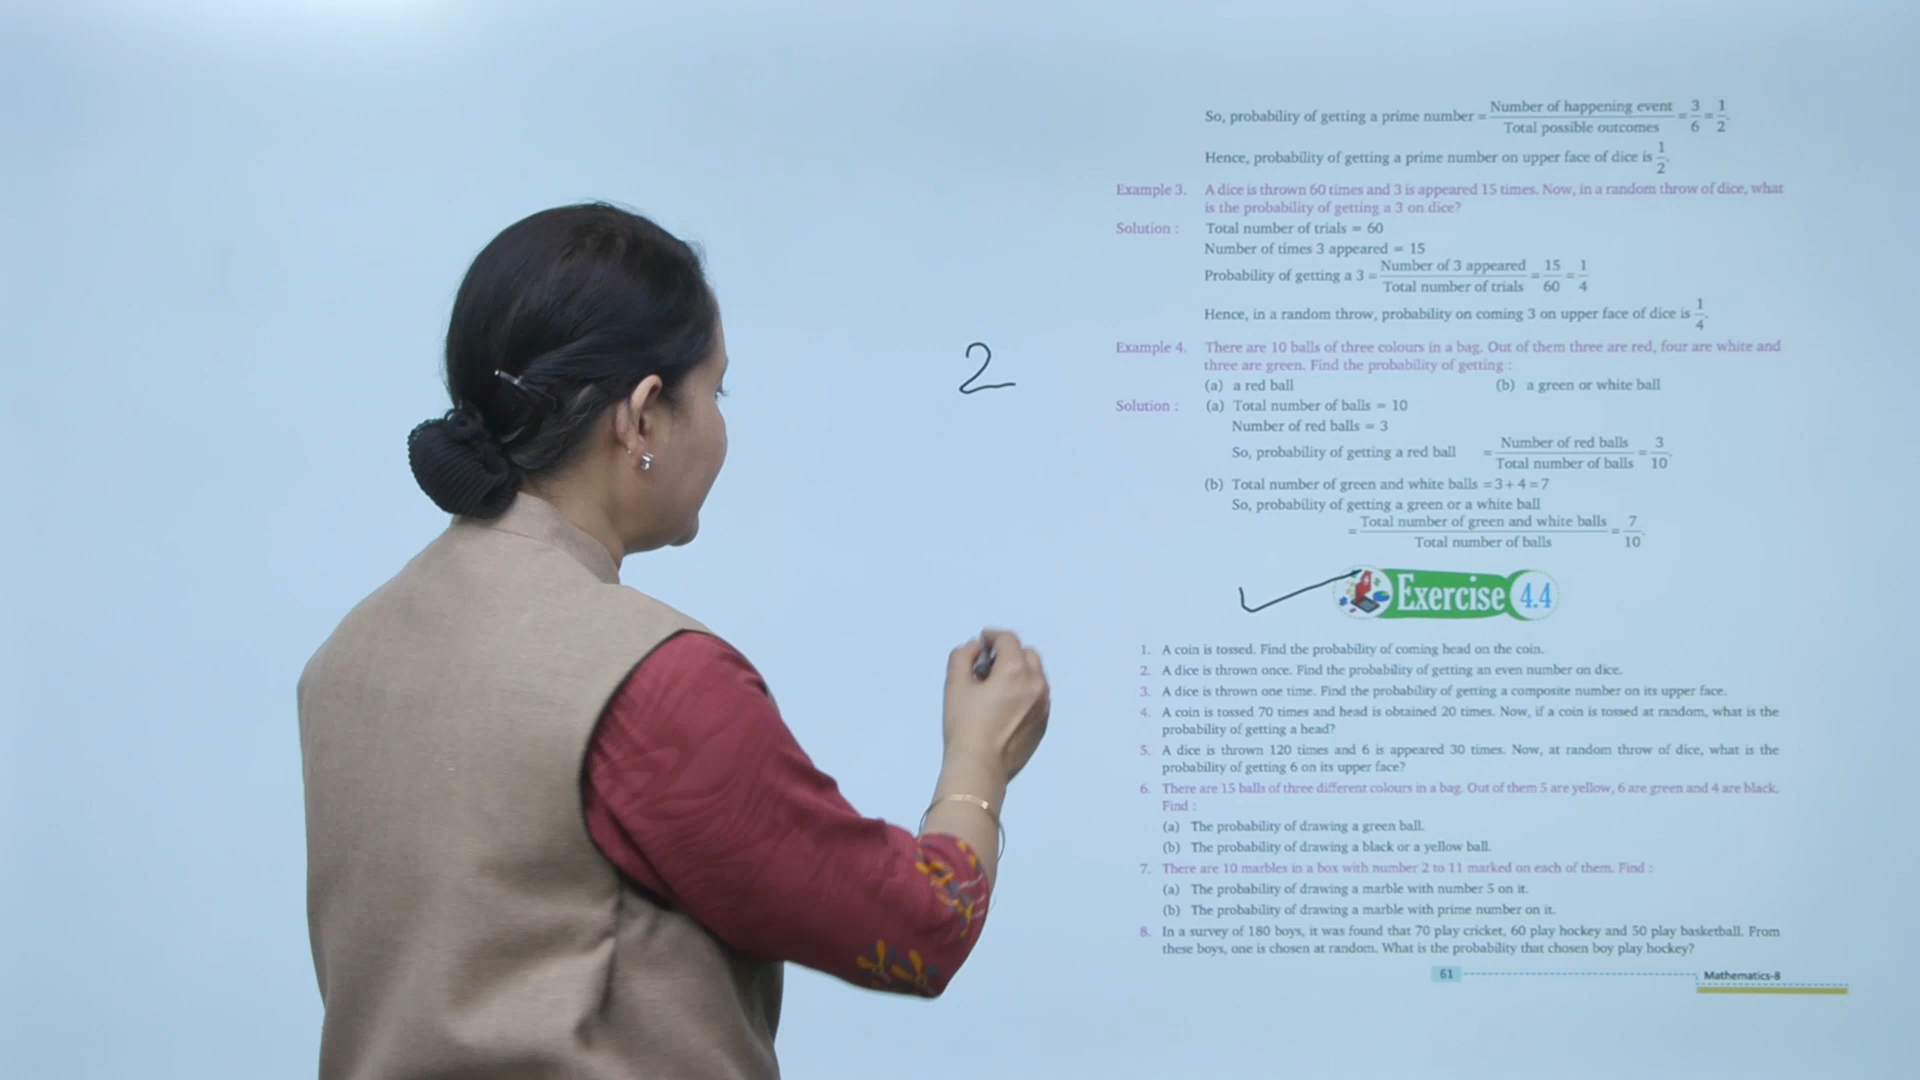 So, probability of getting a prime number = Number of happening event / Total possible outcomes = 3/6 = 1/2.
Hence, probability of getting a prime number on upper face of dice is 1/2.
Example 3. A dice is thrown 60 times and 3 is appeared 15 times. Now, in a random throw of dice, what
is the probability of getting a 3 on dice?
Solution : Total number of trials = 60
Number of times 3 appeared = 15
Probability of getting a 3 = Number of 3 appeared / Total number of trials = 15/60 = 1/4
Hence, in a random throw, probability on coming 3 on upper face of dice is 1/4.
2
Example 4. There are 10 balls of three colours in a bag. Out of them three are red, four are white and
three are green. Find the probability of getting :
(a) a red ball (b) a green or white ball
Solution : (a) Total number of balls = 10
Number of red balls = 3
So, probability of getting a red ball = Number of red balls / Total number of balls = 3/10.
(b) Total number of green and white balls = 3 + 4 = 7
So, probability of getting a green or a white ball
= Total number of green and white balls / Total number of balls = 7/10.
Exercise 4.4
1. A coin is tossed. Find the probability of coming head on the coin.
2. A dice is thrown once. Find the probability of getting an even number on dice.
3. A dice is thrown one time. Find the probability of getting a composite number on its upper face.
4. A coin is tossed 70 times and head is obtained 20 times. Now, if a coin is tossed at random, what is the
probability of getting a head?
5. A dice is thrown 120 times and 6 is appeared 30 times. Now, at random throw of dice, what is the
probability of getting 6 on its upper face?
6. There are 15 balls of three different colours in a bag. Out of them 5 are yellow, 6 are green and 4 are black.
Find :
(a) The probability of drawing a green ball.
(b) The probability of drawing a black or a yellow ball.
7. There are 10 marbles in a box with number 2 to 11 marked on each of them. Find :
(a) The probability of drawing a marble with number 5 on it.
(b) The probability of drawing a marble with prime number on it.
8. In a survey of 180 boys, it was found that 70 play cricket, 60 play hockey and 50 play basketball. From
these boys, one is chosen at random. What is the probability that chosen boy play hockey?
61 Mathematics-8